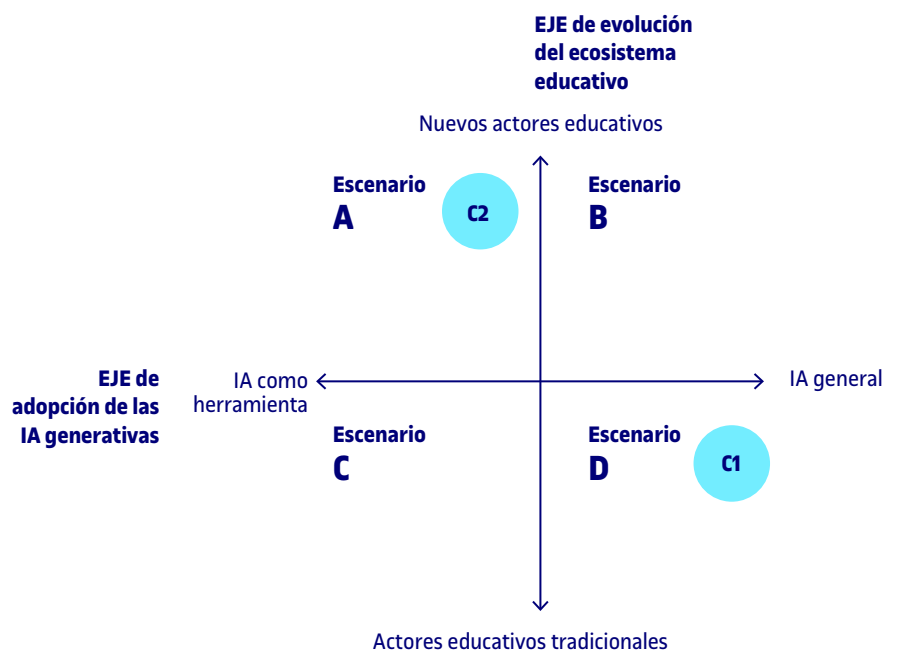 EJE de evolución
del ecosistema
educativo
Nuevos actores educativos
Escenario
A
C2
Escenario
B
EJE de
adopción de las
IA generativas
IA como
herramienta
IA general
Escenario
C
Escenario
D
C1
Actores educativos tradicionales